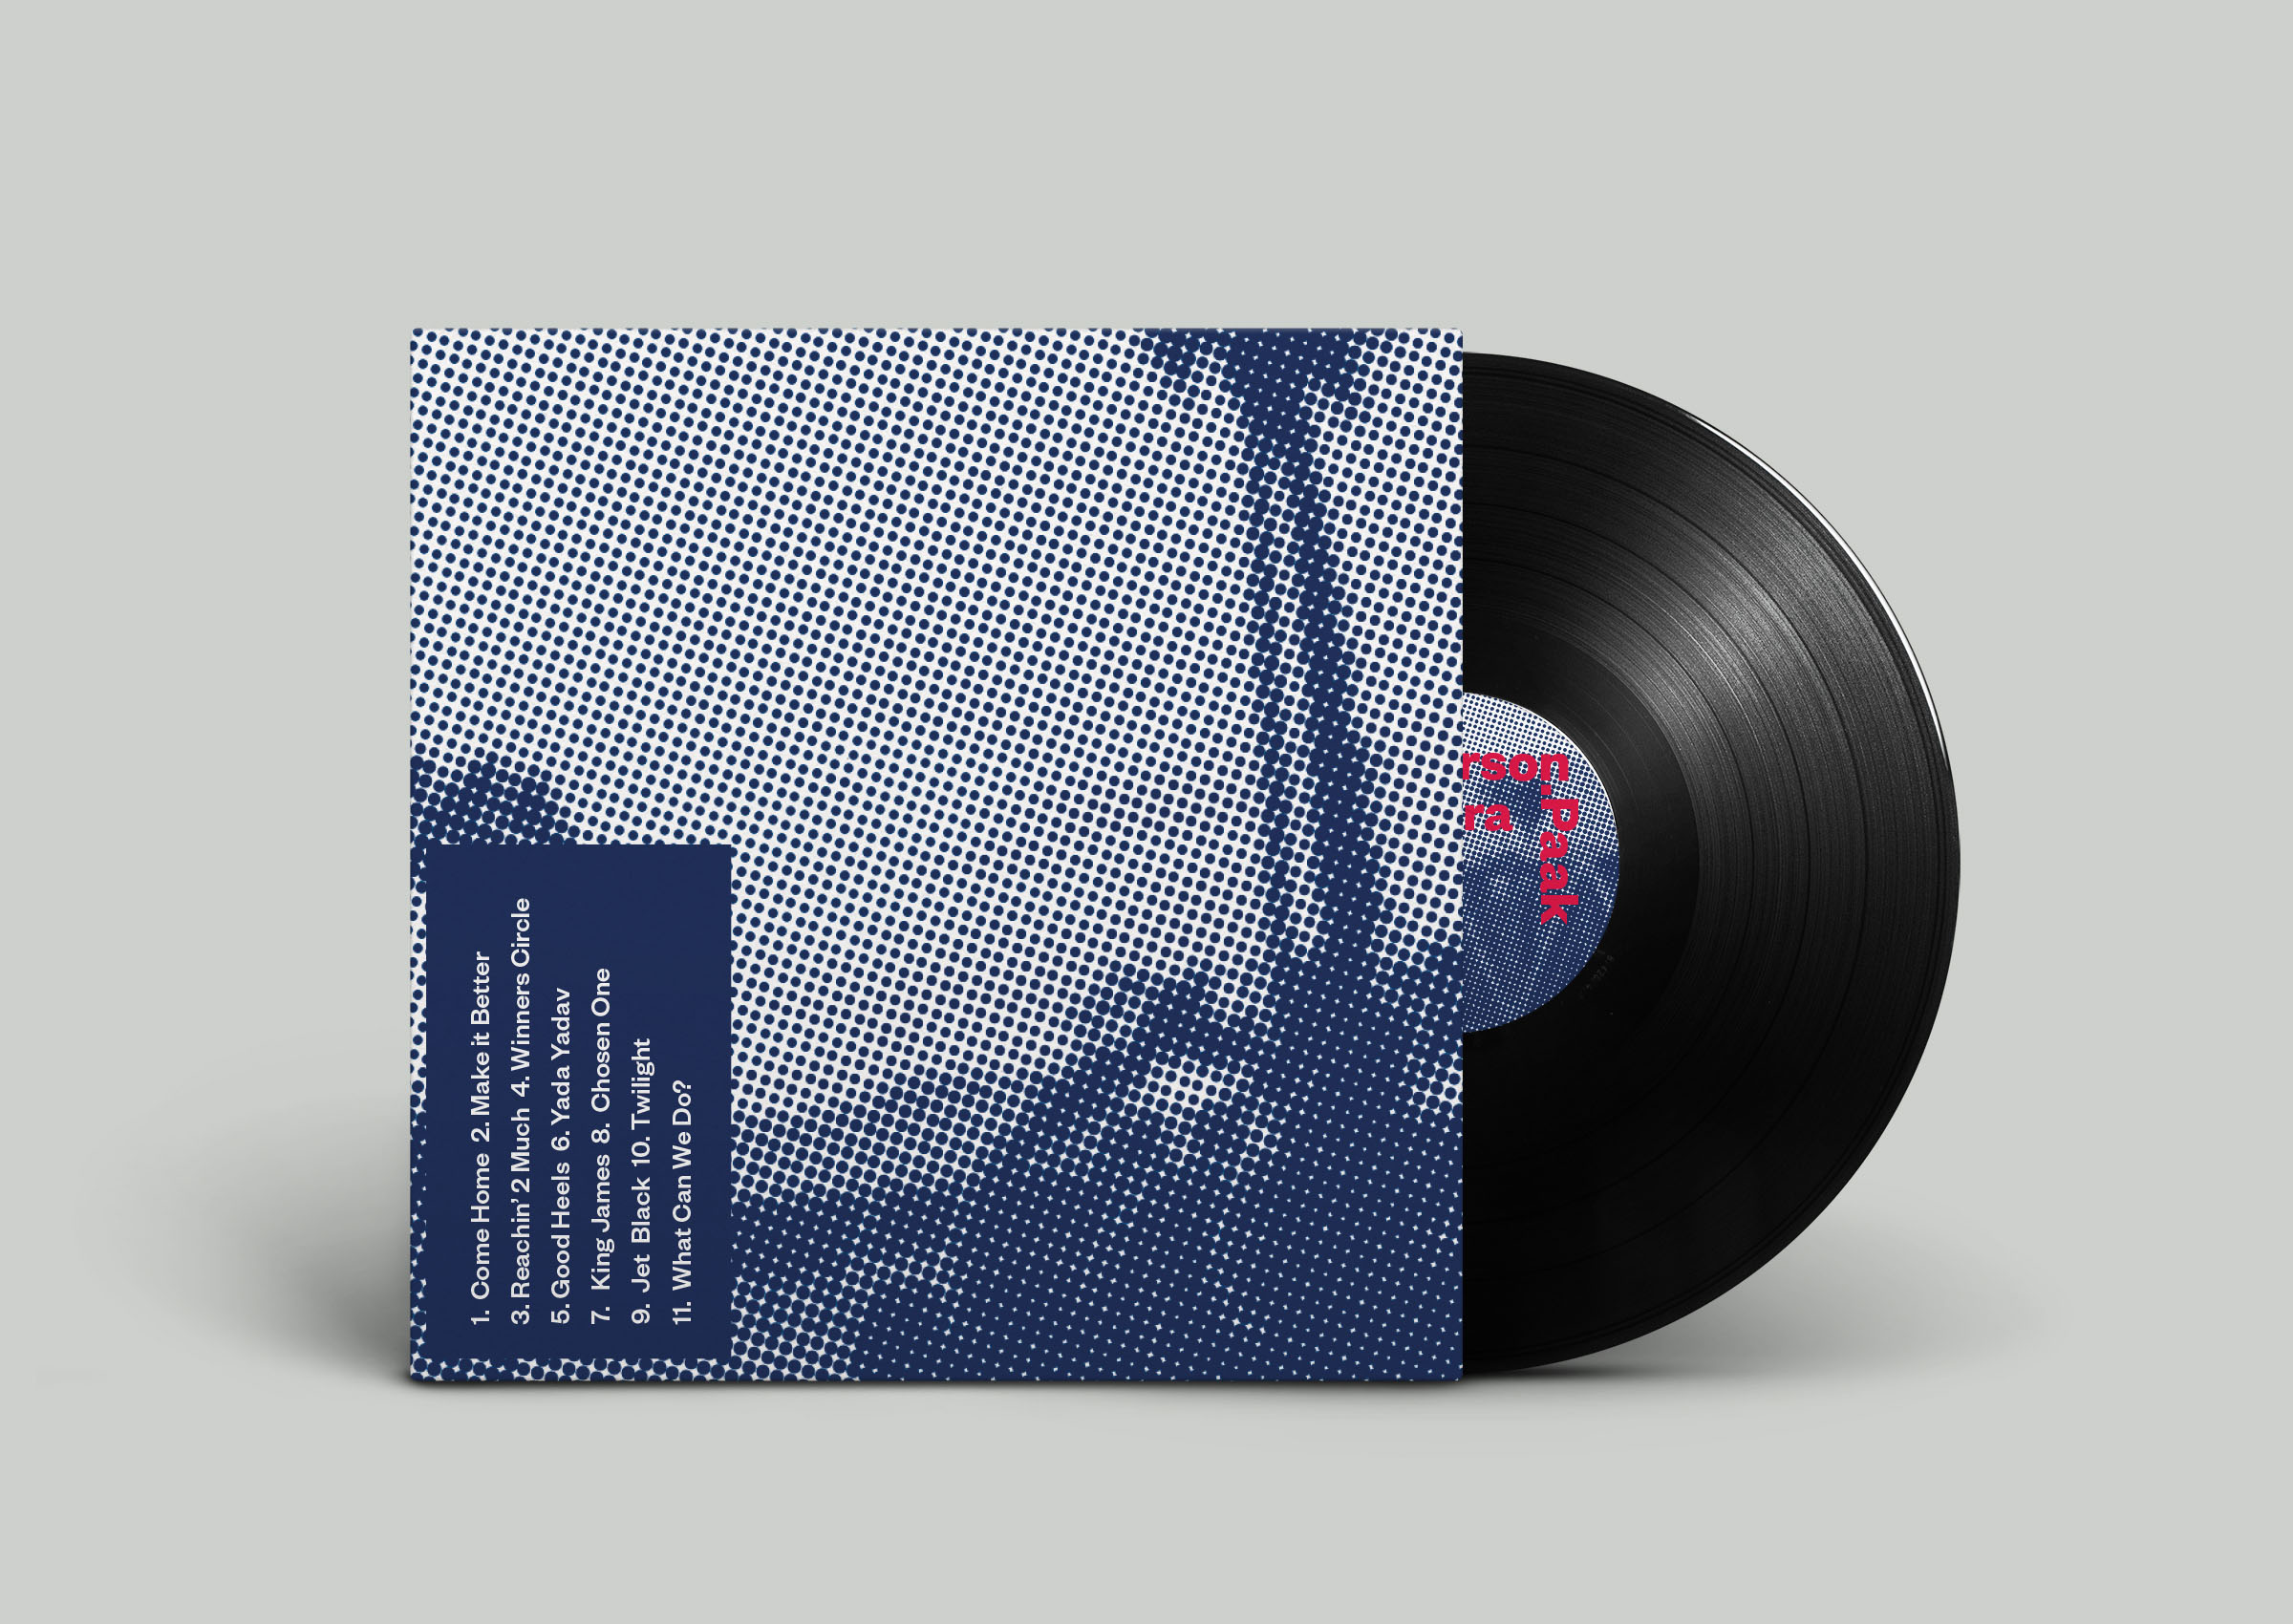 1. Come Home 2. Make it Better
3. Reachin' 2 Much 4. Winners Circle
5. Good Heels 6. Yada Yadav
7. King James 8. Chosen One
9. Jet Black 10. Twilight
11. What Can We Do?
rson
.Paak
ra